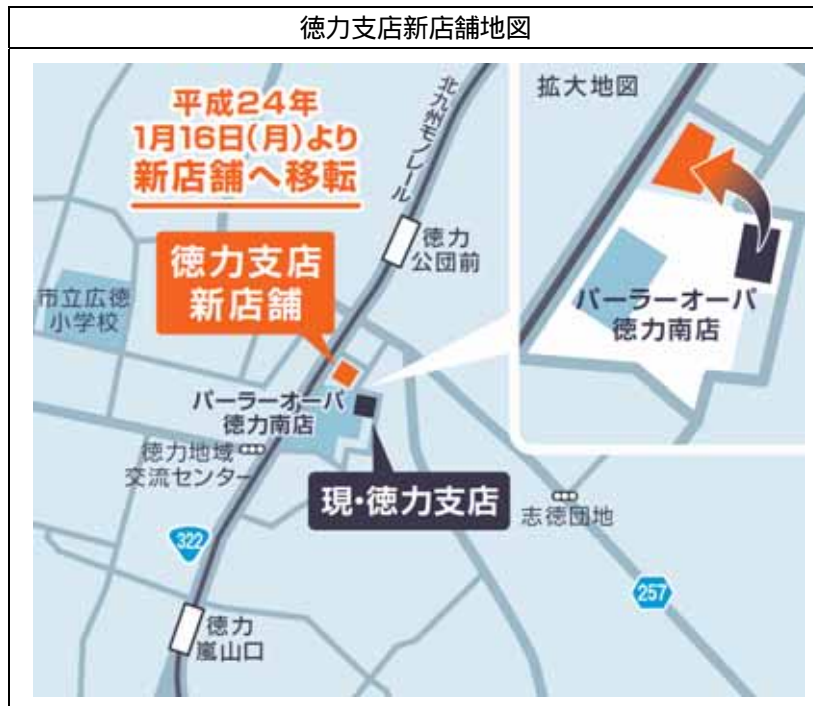 徳力支店新店舗地図
平成24年
1月16日(月)より
新店舗へ移転
北九州モノレール
拡大地図
徳力
公団前
徳力支店
新店舗
市立広徳
小学校
パーラーオーパ
徳力南店
パーラーオーパ
徳力南店
徳力地域
交流センター
現・徳力支店
志徳団地
322
257
徳力
嵐山口